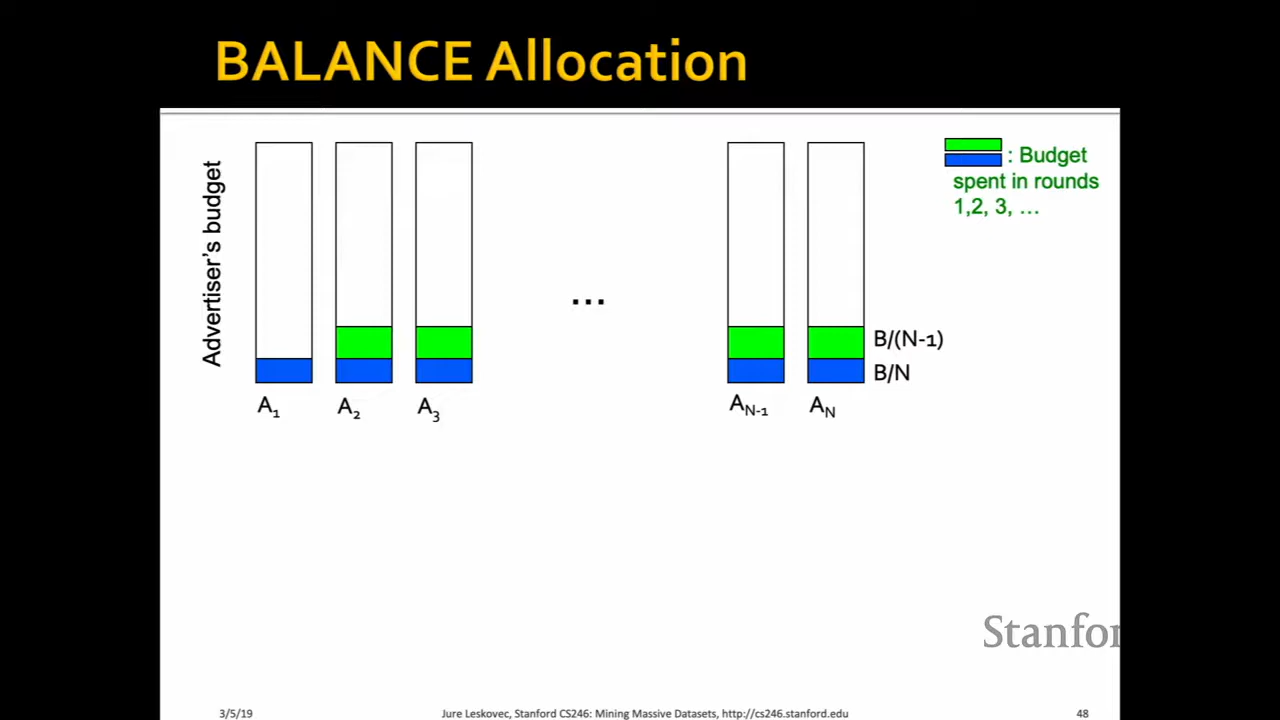 BALANCE Allocation
Advertiser's budget
: Budget
spent in rounds
1,2, 3, …
...
B/(N-1)
B/N
A1
A2
A3
AN-1
AN
Stanfor
3/5/19
Jure Leskovec, Stanford CS246: Mining Massive Datasets, http://cs246.stanford.edu
48